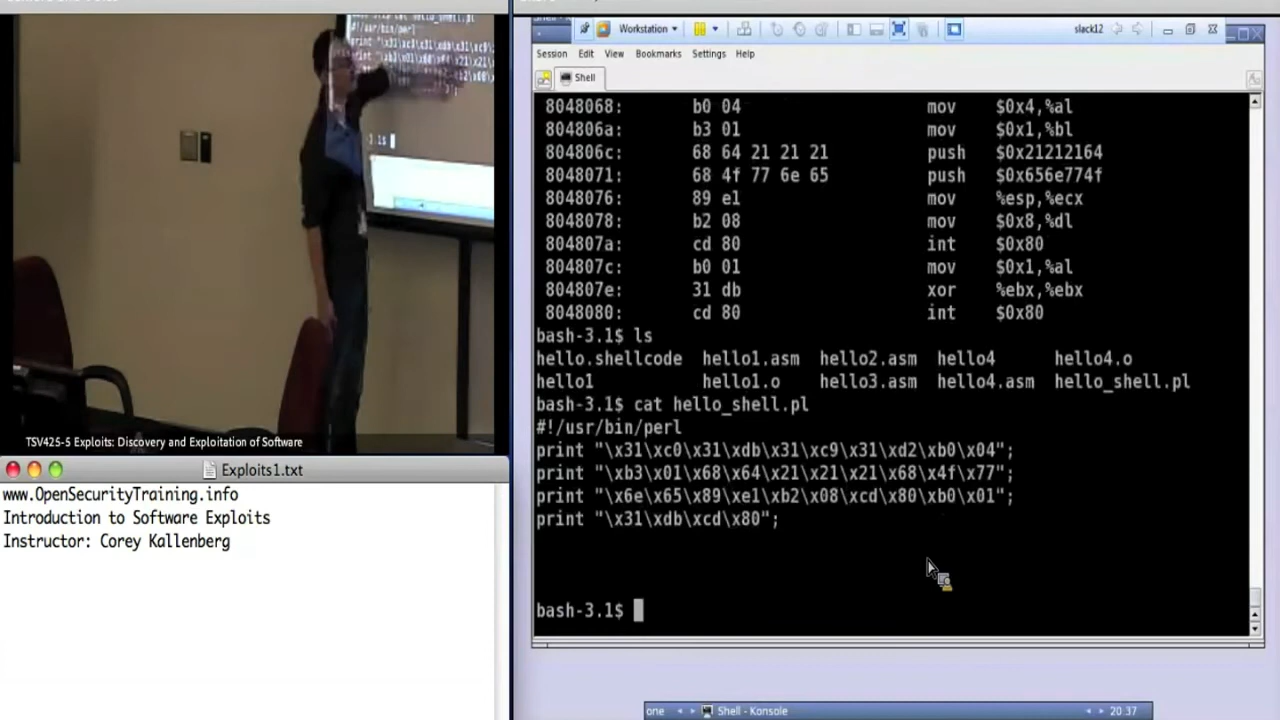 #!/usr/bin/perl
TSV425-S Exploits: Discovery and Exploitation of Software
Exploits1.txt
www.OpenSecurityTraining.info
Introduction to Software Exploits
Instructor: Corey Kallenberg
Workstation
slack12
Session Edit View Bookmarks Settings Help
Shell
8048068: b0 04 mov $0x4,%al
804806a: b3 01 mov $0x1,%bl
804806c: 68 64 21 21 21 push $0x21212164
8048071: 68 4f 77 6e 65 push $0x656e774f
8048076: 89 e1 mov %esp,%ecx
8048078: b2 08 mov $0x8,%dl
804807a: cd 80 int $0x80
804807c: b0 01 mov $0x1,%al
804807e: 31 db xor %ebx,%ebx
8048080: cd 80 int $0x80
bash-3.1$ ls
hello.shellcode hello1.asm hello2.asm hello4 hello4.o
hello1 hello1.o hello3.asm hello4.asm hello_shell.pl
bash-3.1$ cat hello_shell.pl
#!/usr/bin/perl
print "\x31\xc0\x31\xdb\x31\xc9\x31\xd2\xb0\x04";
print "\xb3\x01\x68\x64\x21\x21\x21\x68\x4f\x77";
print "\x6e\x65\x89\xe1\xb2\x08\xcd\x80\xb0\x01";
print "\x31\xdb\xcd\x80";
bash-3.1$
one Shell - Konsole 20:37